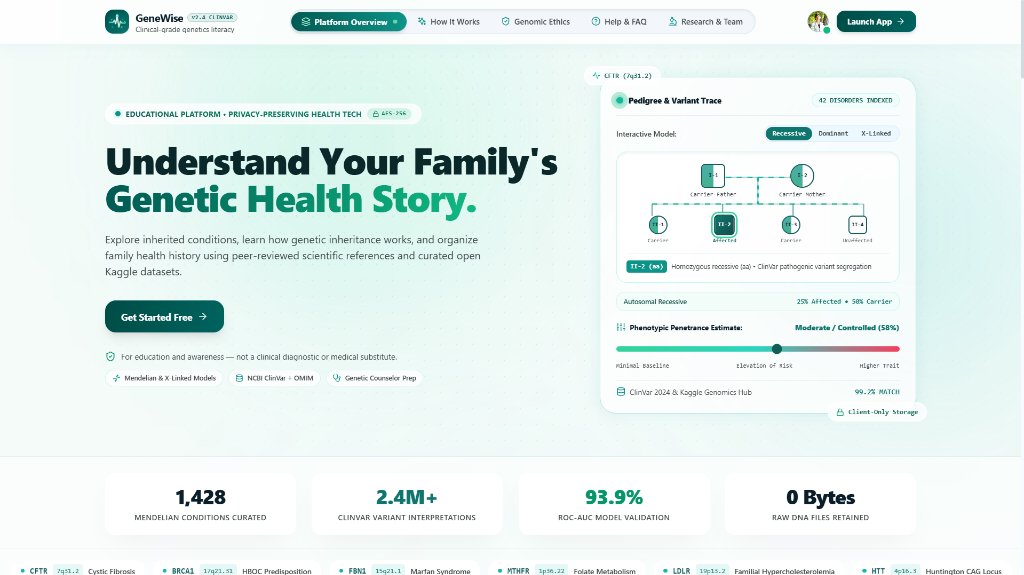 GeneWise v2.4 CLINVAR
Clinical-grade genetics literacy
Platform Overview
How It Works
Genomic Ethics
Help & FAQ
Research & Team
Launch App →
CFTR (7q31.2)
EDUCATIONAL PLATFORM • PRIVACY-PRESERVING HEALTH TECH AES-256
Understand Your Family's
Genetic Health Story.
Explore inherited conditions, learn how genetic inheritance works, and organize
family health history using peer-reviewed scientific references and curated open
Kaggle datasets.
Get Started Free →
For education and awareness — not a clinical diagnostic or medical substitute.
Mendelian & X-Linked Models
NCBI ClinVar + OMIM
Genetic Counselor Prep
Pedigree & Variant Trace
42 DISORDERS INDEXED
Interactive Model:
Recessive
Dominant
X-Linked
I-1
I-2
Carrier Father
Carrier Mother
II-1
II-2
II-3
II-4
Carrier
Affected
Carrier
Unaffected
II-2 (aa) Homozygous recessive (aa) • ClinVar pathogenic variant segregation
Autosomal Recessive
25% Affected • 50% Carrier
Phenotypic Penetrance Estimate:
Moderate / Controlled (58%)
Minimal Baseline
Elevation of Risk
Higher Trait
ClinVar 2024 & Kaggle Genomics Hub
99.2% MATCH
Client-Only Storage
1,428
MENDELIAN CONDITIONS CURATED
2.4M+
CLINVAR VARIANT INTERPRETATIONS
93.9%
ROC-AUC MODEL VALIDATION
0 Bytes
RAW DNA FILES RETAINED
CFTR 7q31.2 Cystic Fibrosis
BRCA1 17q21.31 HBOC Predisposition
FBN1 15q21.1 Marfan Syndrome
MTHFR 1p36.22 Folate Metabolism
LDLR 19p13.2 Familial Hypercholesterolemia
HTT 4p16.3 Huntington CAG Locus